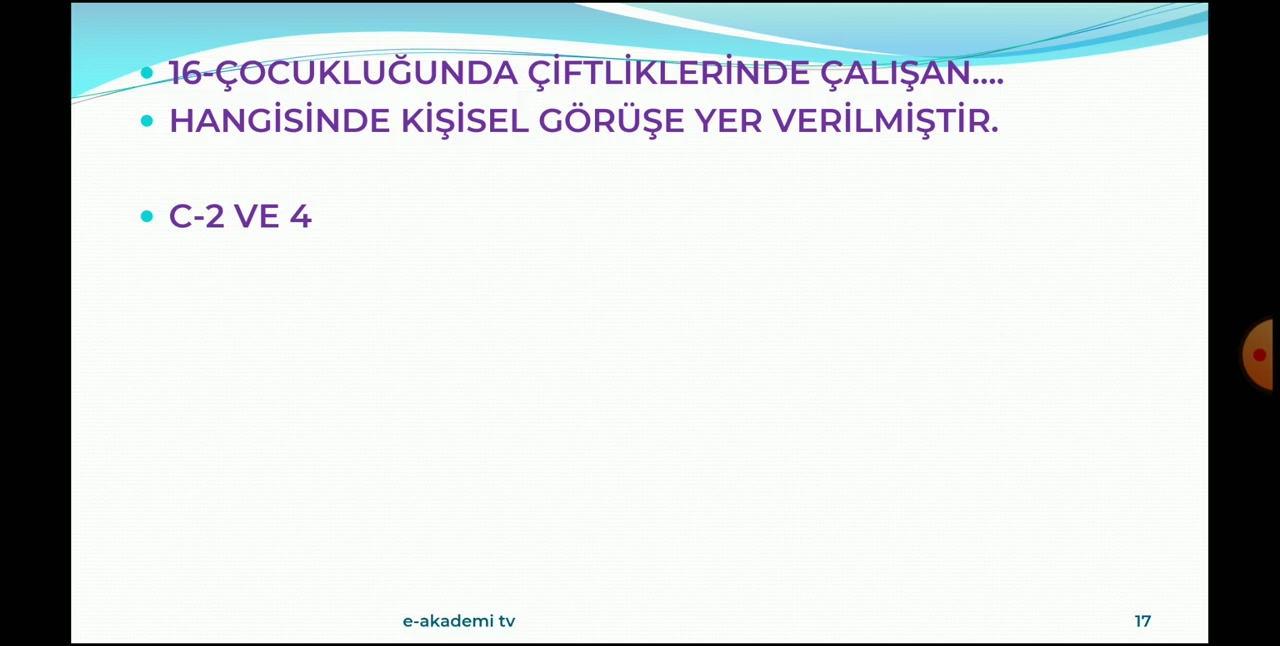 16-ÇOCUKLUĞUNDA ÇİFTLİKLERİNDE ÇALIŞAN....
HANGİSİNDE KİŞİSEL GÖRÜŞE YER VERİLMİŞTİR.
C-2 VE 4
e-akademi tv
17